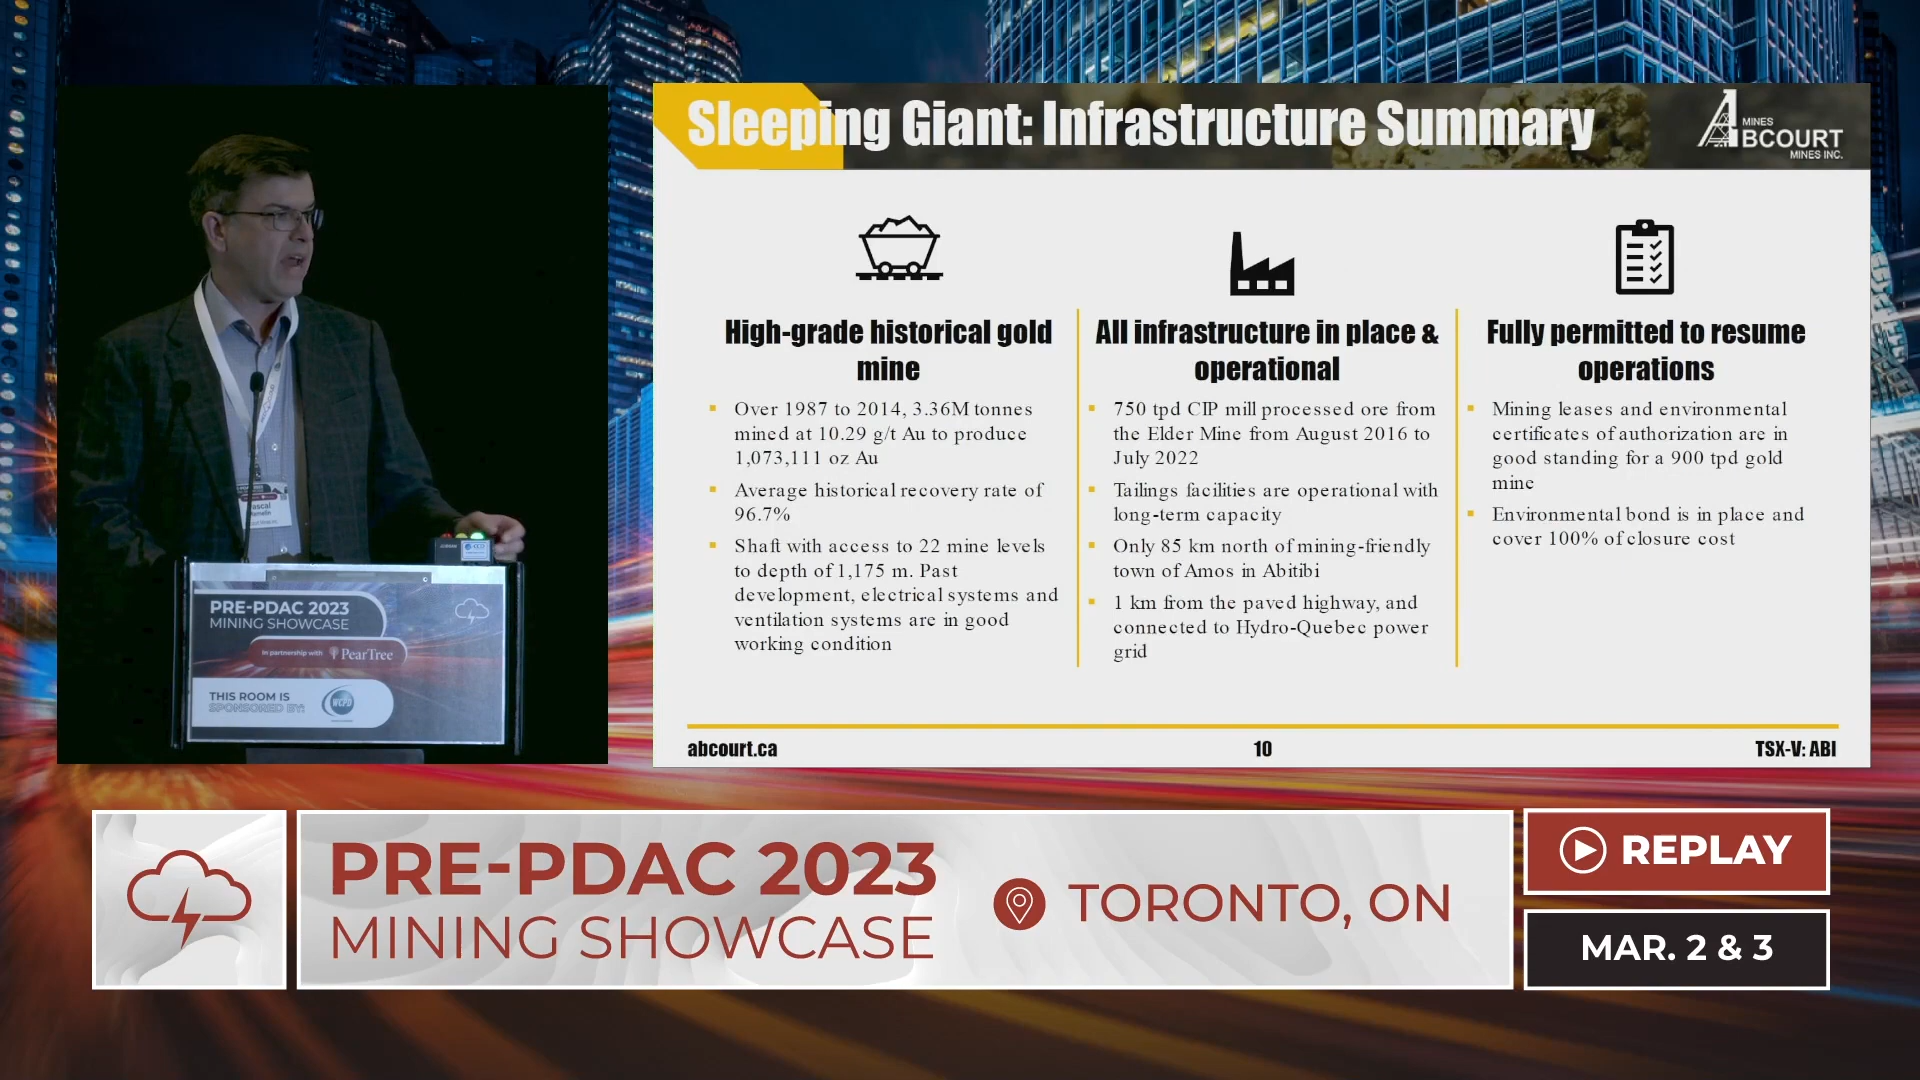 Sleeping Giant: Infrastructure Summary
MINES
ABCOURT
MINES INC.
High-grade historical gold
mine
Over 1987 to 2014, 3.36M tonnes
mined at 10.29 g/t Au to produce
1,073,111 oz Au
Average historical recovery rate of
96.7%
Shaft with access to 22 mine levels
to depth of 1,175 m. Past
development, electrical systems and
ventilation systems are in good
working condition
All infrastructure in place &
operational
750 tpd CIP mill processed ore from
the Elder Mine from August 2016 to
July 2022
Tailings facilities are operational with
long-term capacity
Only 85 km north of mining-friendly
town of Amos in Abitibi
1 km from the paved highway, and
connected to Hydro-Quebec power
grid
Fully permitted to resume
operations
Mining leases and environmental
certificates of authorization are in
good standing for a 900 tpd gold
mine
Environmental bond is in place and
cover 100% of closure cost
abcourt.ca
10
TSX-V: ABI
PRE-PDAC 2023
MINING SHOWCASE
In partnership with PearTree
THIS ROOM IS
SPONSORED BY:
WCPD
PRE-PDAC 2023
MINING SHOWCASE
TORONTO, ON
REPLAY
MAR. 2 & 3